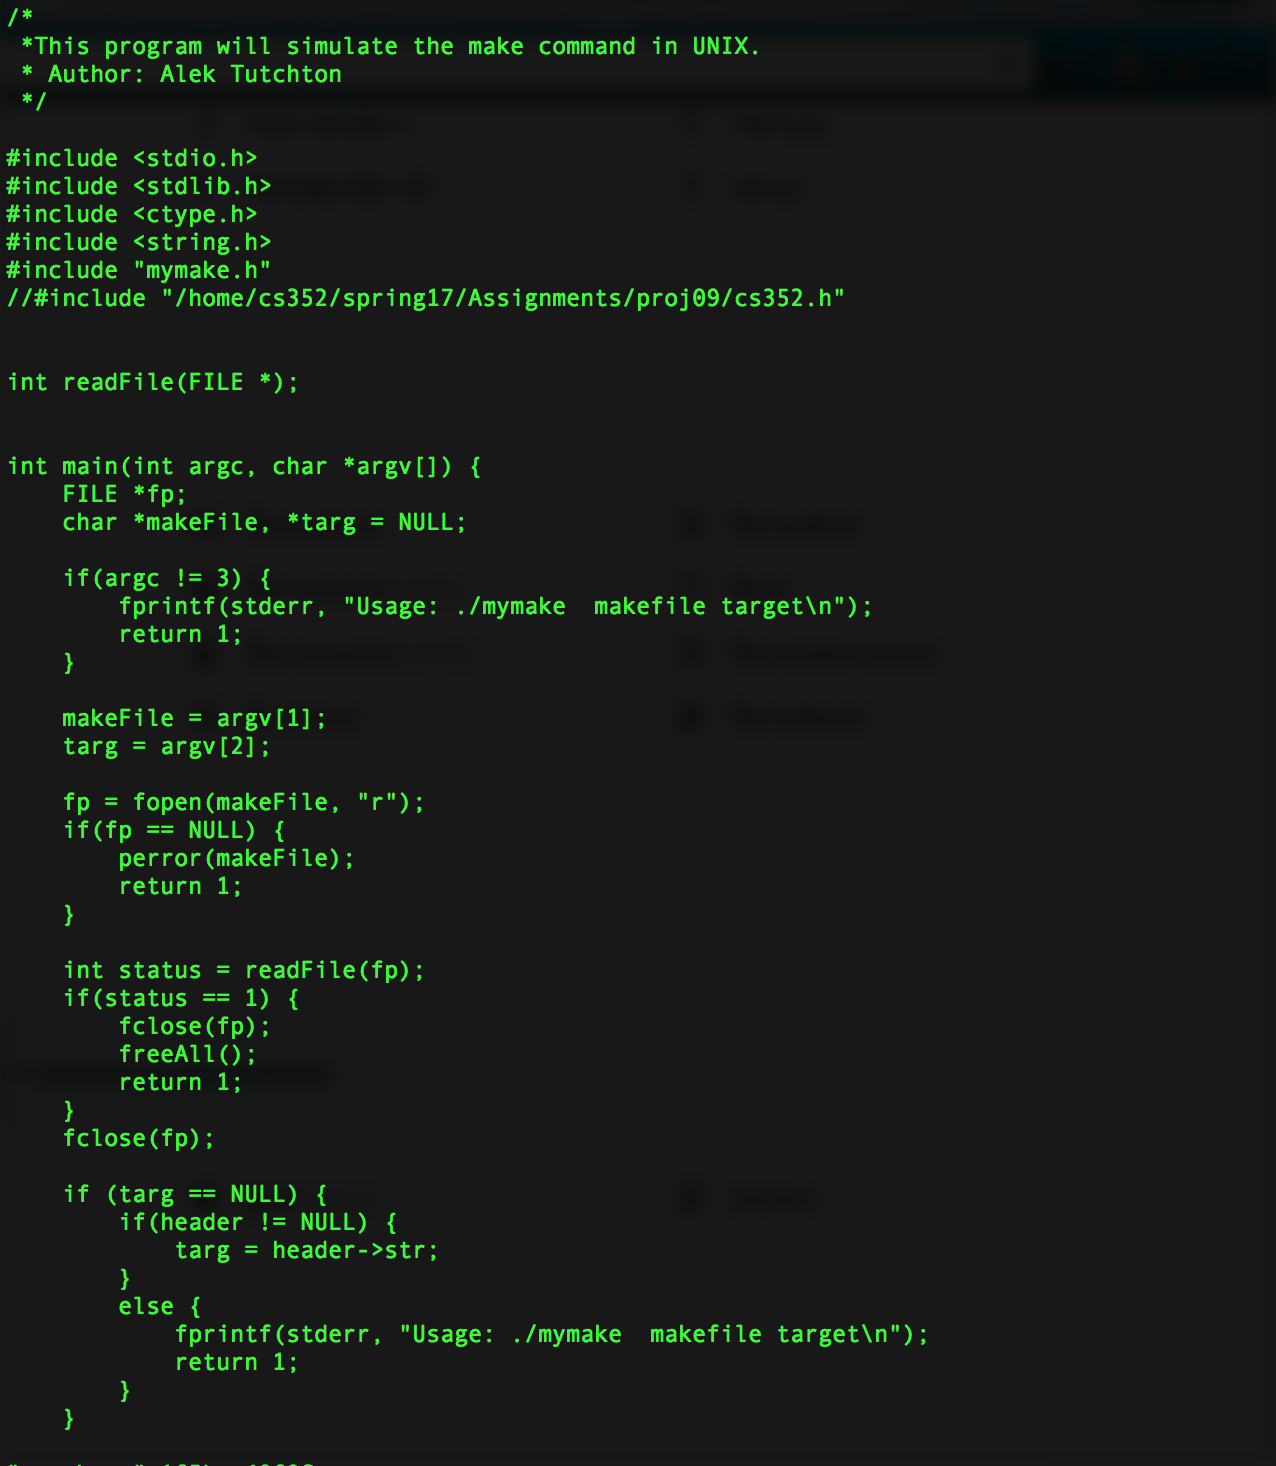 /*
 *This program will simulate the make command in UNIX.
 * Author: Alek Tutchton
 */

#include <stdio.h>
#include <stdlib.h>
#include <ctype.h>
#include <string.h>
#include "mymake.h"
//#include "/home/cs352/spring17/Assignments/proj09/cs352.h"


int readFile(FILE *);


int main(int argc, char *argv[]) {
    FILE *fp;
    char *makeFile, *targ = NULL;

    if(argc != 3) {
        fprintf(stderr, "Usage: ./mymake  makefile target\n");
        return 1;
    }

    makeFile = argv[1];
    targ = argv[2];

    fp = fopen(makeFile, "r");
    if(fp == NULL) {
        perror(makeFile);
        return 1;
    }

    int status = readFile(fp);
    if(status == 1) {
        fclose(fp);
        freeAll();
        return 1;
    }
    fclose(fp);

    if (targ == NULL) {
        if(header != NULL) {
            targ = header->str;
        }
        else {
            fprintf(stderr, "Usage: ./mymake  makefile target\n");
            return 1;
        }
    }